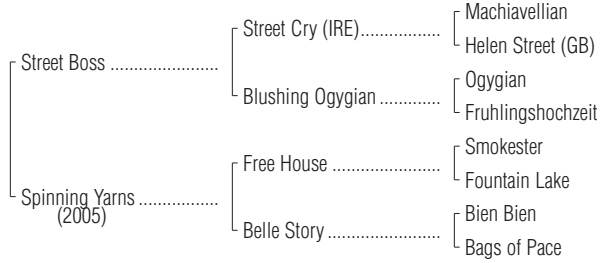 Machiavellian
Street Cry (IRE)....................
Helen Street (GB)
Street Boss ...........................
Ogygian
Blushing Ogygian ...............
Fruhlingshochzeit
Smokester
Free House ...........................
Fountain Lake
Spinning Yarns ....................
(2005)
Bien Bien
Belle Story ...........................
Bags of Pace